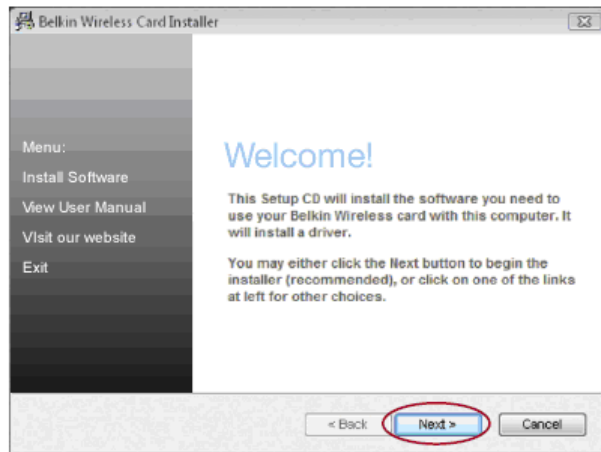 Belkin Wireless Card Installer
Menu:
Install Software
View User Manual
VIsit our website
Exit
Welcome!
This Setup CD will install the software you need to
use your Belkin Wireless card with this computer. It
will install a driver.
You may either click the Next button to begin the
installer (recommended), or click on one of the links
at left for other choices.
< Back
Next >
Cancel